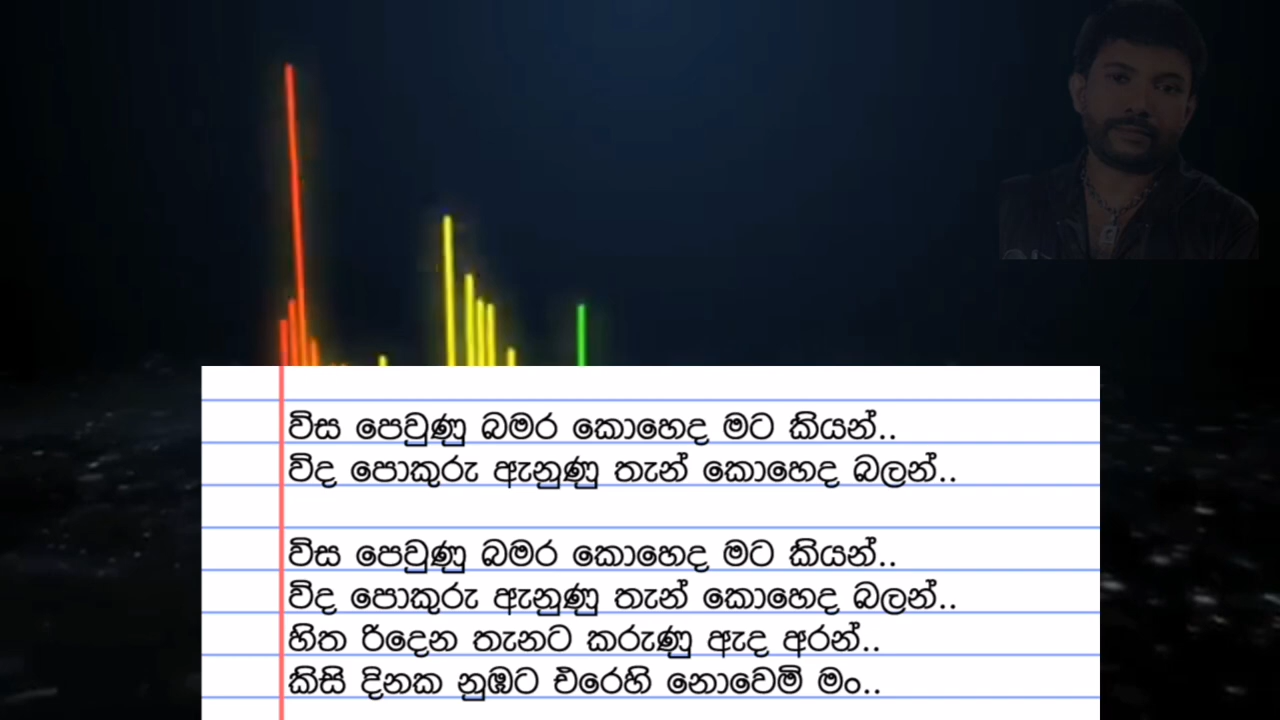 විස පෙවුණු බමර කොහෙද මට කියන්..
විද පොකුරු ඇනුණු තැන් කොහෙද බලන්..
විස පෙවුණු බමර කොහෙද මට කියන්..
විද පොකුරු ඇනුණු තැන් කොහෙද බලන්..
හිත රිදෙන තැනට කරුණු ඇද අරන්..
කිසි දිනක නුඹට එරෙහි නොවෙමි මං..